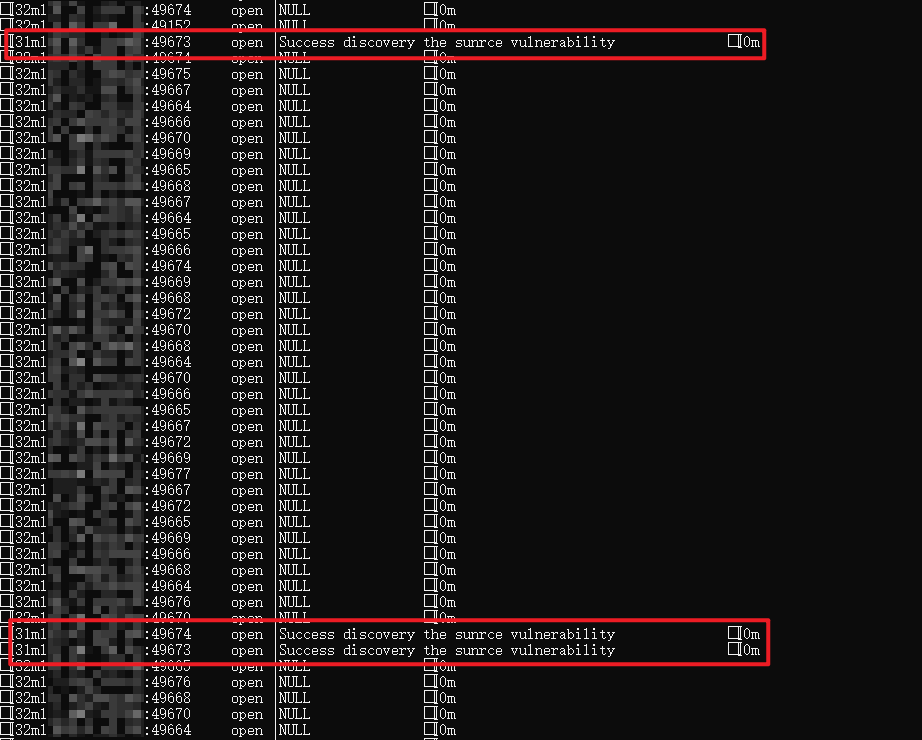 [32m1 :49674 open NULL [0m
[32m1 :49152 open NULL [0m
[31m1 :49673 open Success discovery the sunrce vulnerability [0m
[32m1 :49674 open NULL [0m
[32m1 :49675 open NULL [0m
[32m1 :49667 open NULL [0m
[32m1 :49664 open NULL [0m
[32m1 :49666 open NULL [0m
[32m1 :49670 open NULL [0m
[32m1 :49669 open NULL [0m
[32m1 :49665 open NULL [0m
[32m1 :49668 open NULL [0m
[32m1 :49667 open NULL [0m
[32m1 :49664 open NULL [0m
[32m1 :49665 open NULL [0m
[32m1 :49666 open NULL [0m
[32m1 :49674 open NULL [0m
[32m1 :49669 open NULL [0m
[32m1 :49668 open NULL [0m
[32m1 :49672 open NULL [0m
[32m1 :49670 open NULL [0m
[32m1 :49668 open NULL [0m
[32m1 :49664 open NULL [0m
[32m1 :49670 open NULL [0m
[32m1 :49666 open NULL [0m
[32m1 :49665 open NULL [0m
[32m1 :49667 open NULL [0m
[32m1 :49672 open NULL [0m
[32m1 :49669 open NULL [0m
[32m1 :49677 open NULL [0m
[32m1 :49667 open NULL [0m
[32m1 :49672 open NULL [0m
[32m1 :49665 open NULL [0m
[32m1 :49669 open NULL [0m
[32m1 :49666 open NULL [0m
[32m1 :49668 open NULL [0m
[32m1 :49664 open NULL [0m
[32m1 :49676 open NULL [0m
[32m1 :49670 open NULL [0m
[31m1 :49674 open Success discovery the sunrce vulnerability [0m
[31m1 :49673 open Success discovery the sunrce vulnerability [0m
[32m1 :49665 open NULL [0m
[32m1 :49676 open NULL [0m
[32m1 :49668 open NULL [0m
[32m1 :49670 open NULL [0m
[32m1 :49664 open NULL [0m